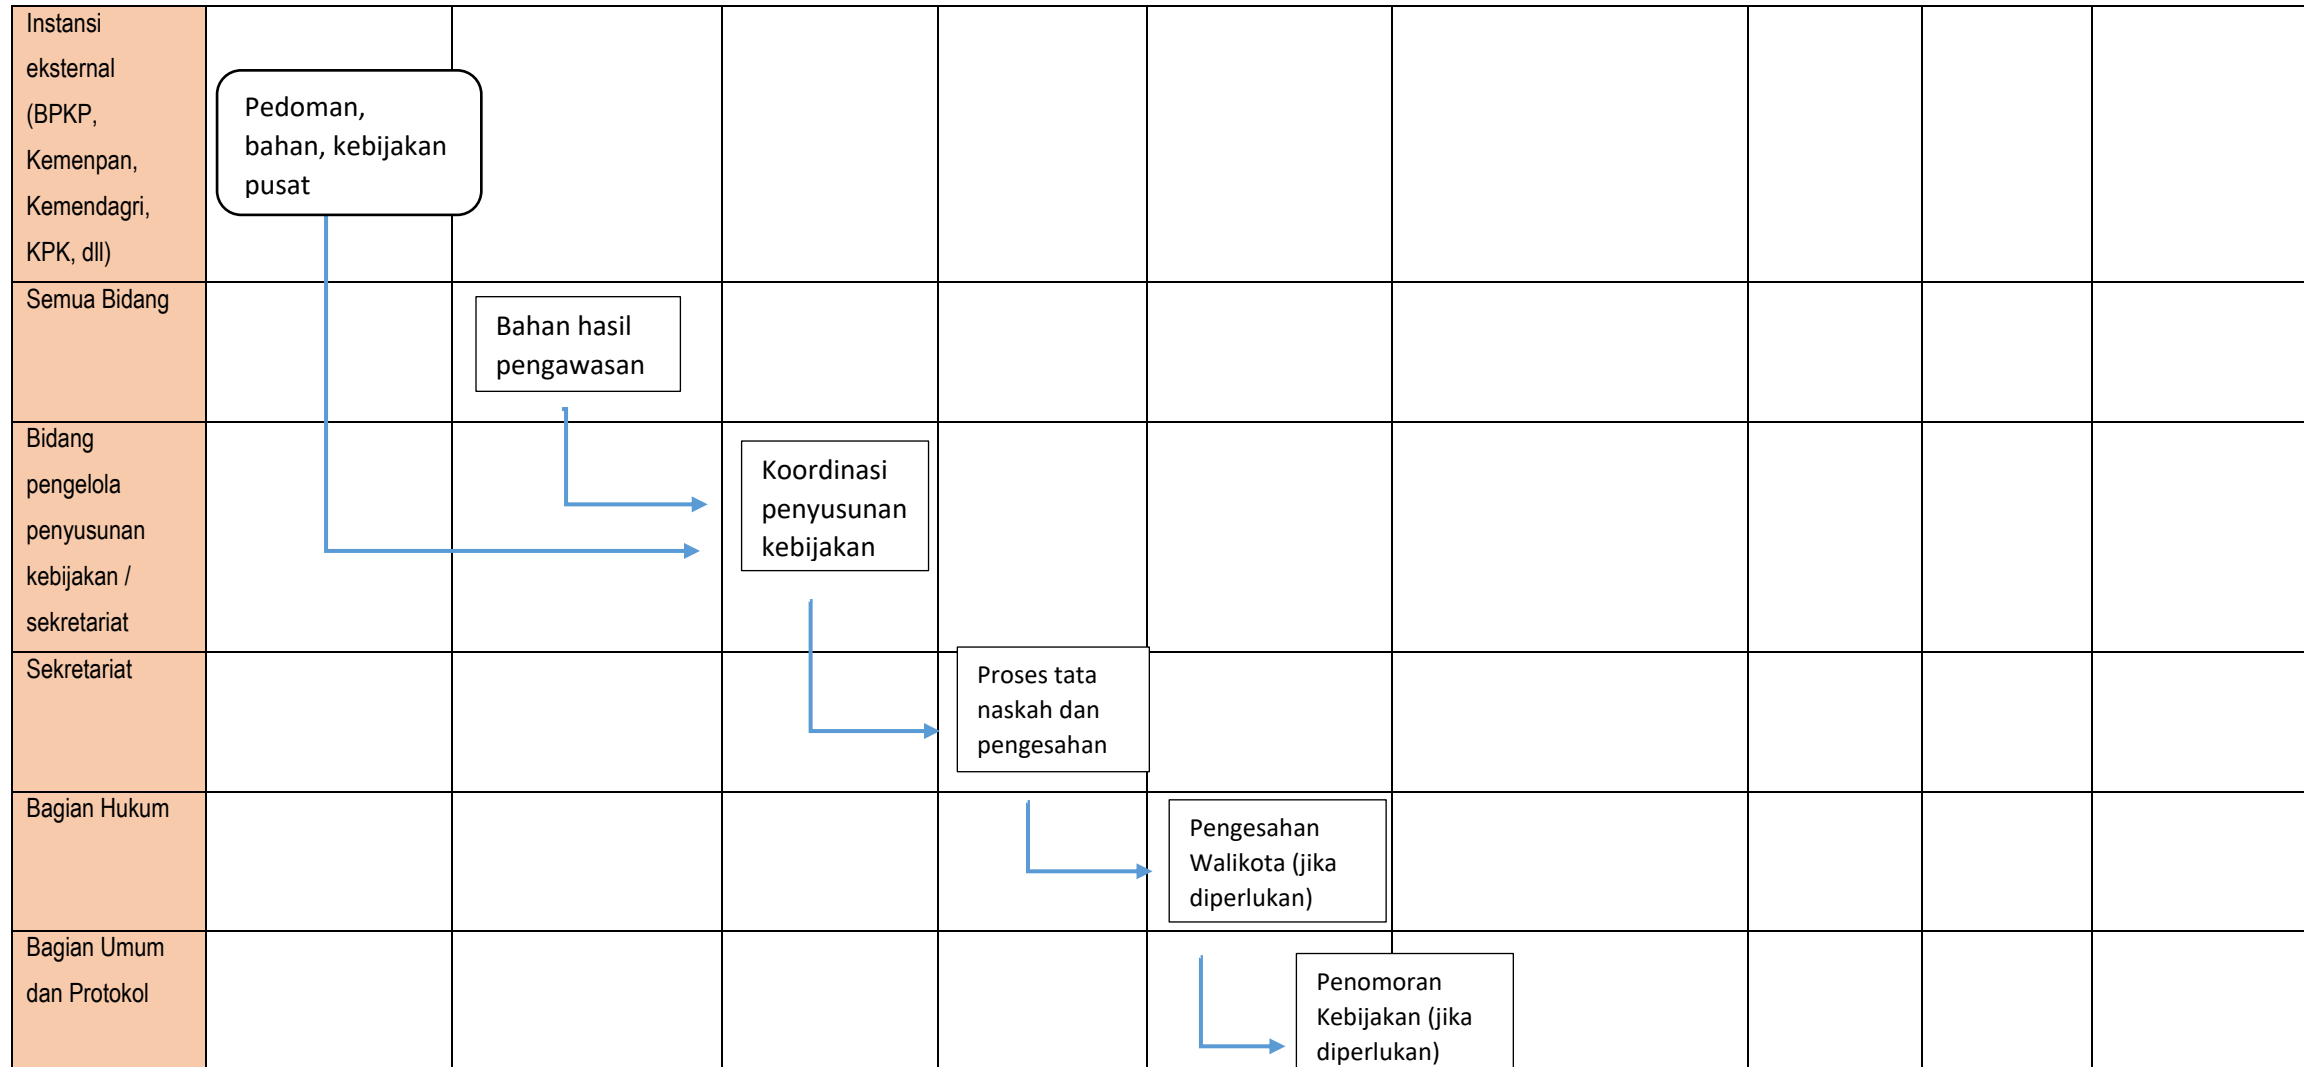 Instansi
eksternal
(BPKP,
Kemenpan,
Kemendagri,
KPK, dll)
Pedoman,
bahan, kebijakan
pusat
Semua Bidang
Bahan hasil
pengawasan
Bidang
pengelola
penyusunan
kebijakan /
sekretariat
Koordinasi
penyusunan
kebijakan
Sekretariat
Proses tata
naskah dan
pengesahan
Bagian Hukum
Pengesahan
Walikota (jika
diperlukan)
Bagian Umum
dan Protokol
Penomoran
Kebijakan (jika
diperlukan)